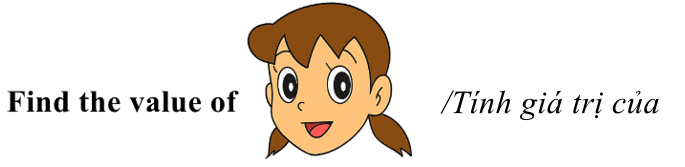 Find the value of /Tính giá trị của